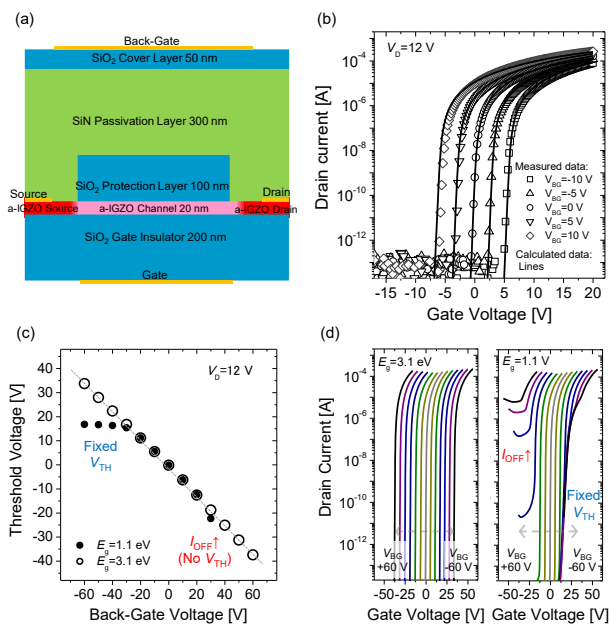 (a)
Back-Gate
SiO2 Cover Layer 50 nm
SiN Passivation Layer 300 nm
SiO2 Protection Layer 100 nm
Source
Drain
a-IGZO Source
a-IGZO Channel 20 nm
a-IGZO Drain
SiO2 Gate Insulator 200 nm
Gate
(b)
VD=12 V
Drain current [A]
10-4
10-6
10-8
10-10
10-12
Measured data:
VBG=-10 V
VBG=-5 V
VBG=0 V
VBG=5 V
VBG=10 V
Calculated data:
Lines
-15 -10 -5 0 5 10 15 20
Gate Voltage [V]
(c)
VD=12 V
Threshold Voltage [V]
40
30
20
10
0
-10
-20
-30
-40
Fixed
VTH
IOFF↑
(No VTH)
Eg=1.1 eV
Eg=3.1 eV
-60 -40 -20 0 20 40 60
Back-Gate Voltage [V]
(d)
Drain Current [A]
10-4
10-6
10-8
10-10
10-12
Eg=3.1 eV
VBG
+60 V
VBG
-60 V
-50 -25 0 25 50
Gate Voltage [V]
Eg=1.1 V
IOFF↑
Fixed
VTH
VBG
+60 V
VBG
-60 V
-50 -25 0 25 50
Gate Voltage [V]